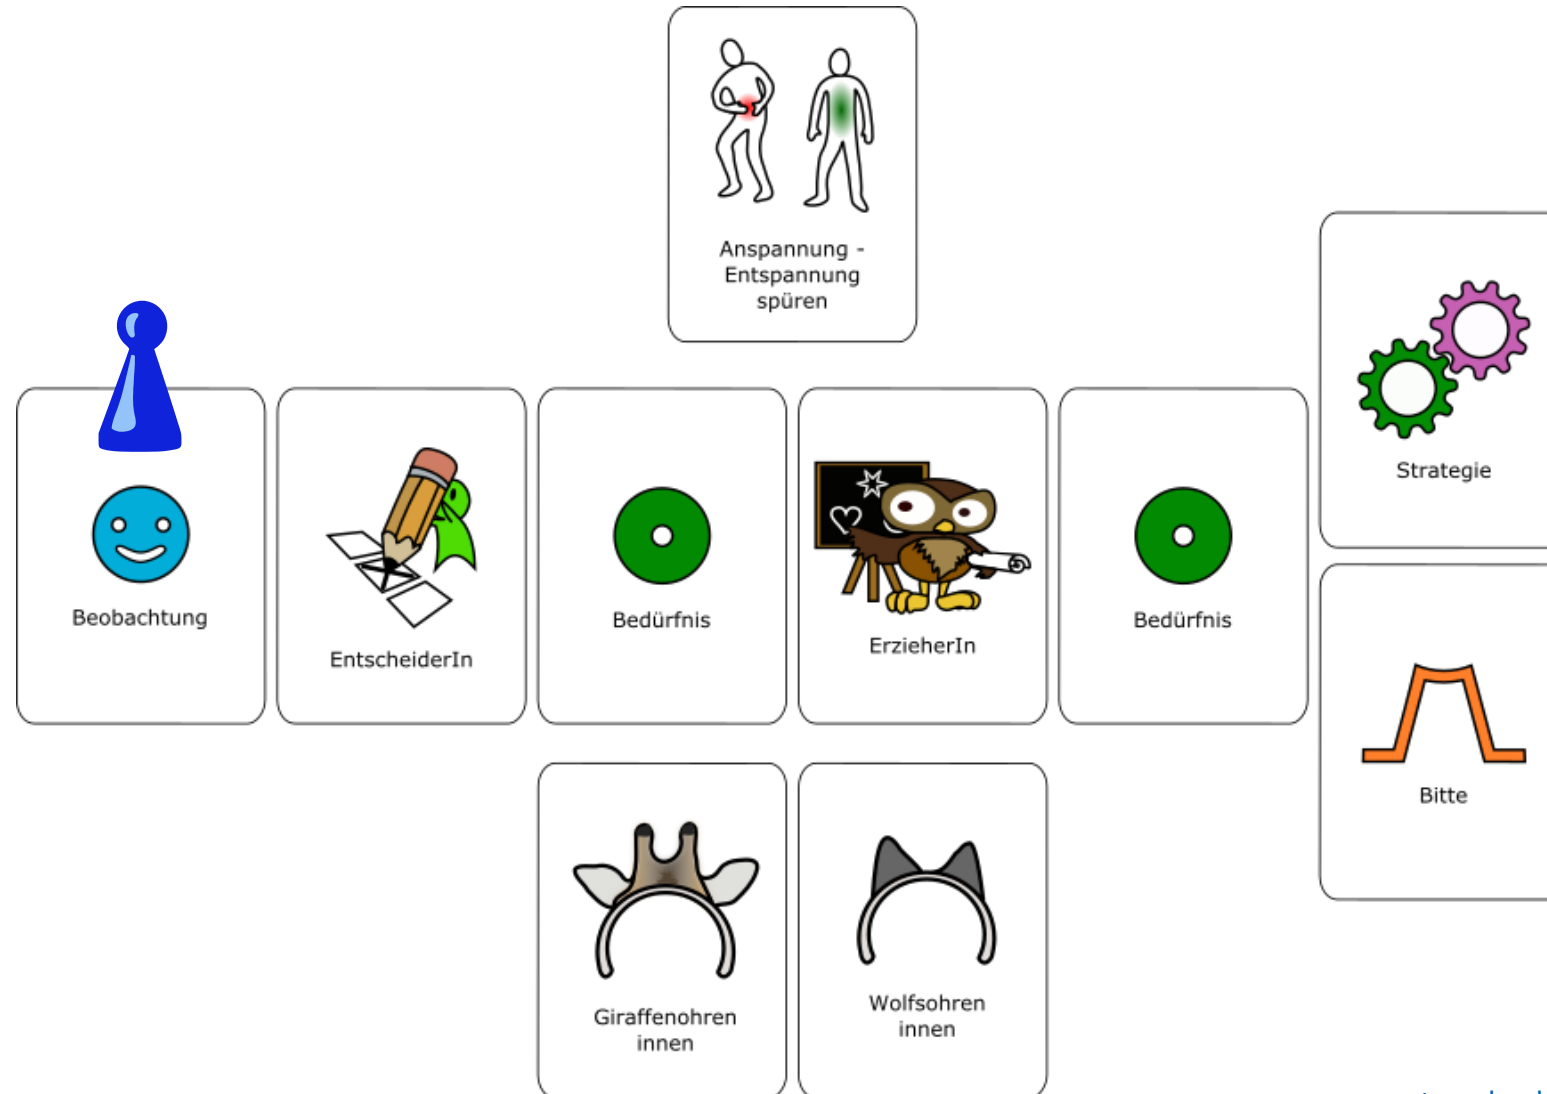 Anspannung -
Entspannung
spüren
Strategie
Beobachtung
EntscheiderIn
Bedürfnis
ErzieherIn
Bedürfnis
Bitte
Giraffenohren
innen
Wolfsohren
innen